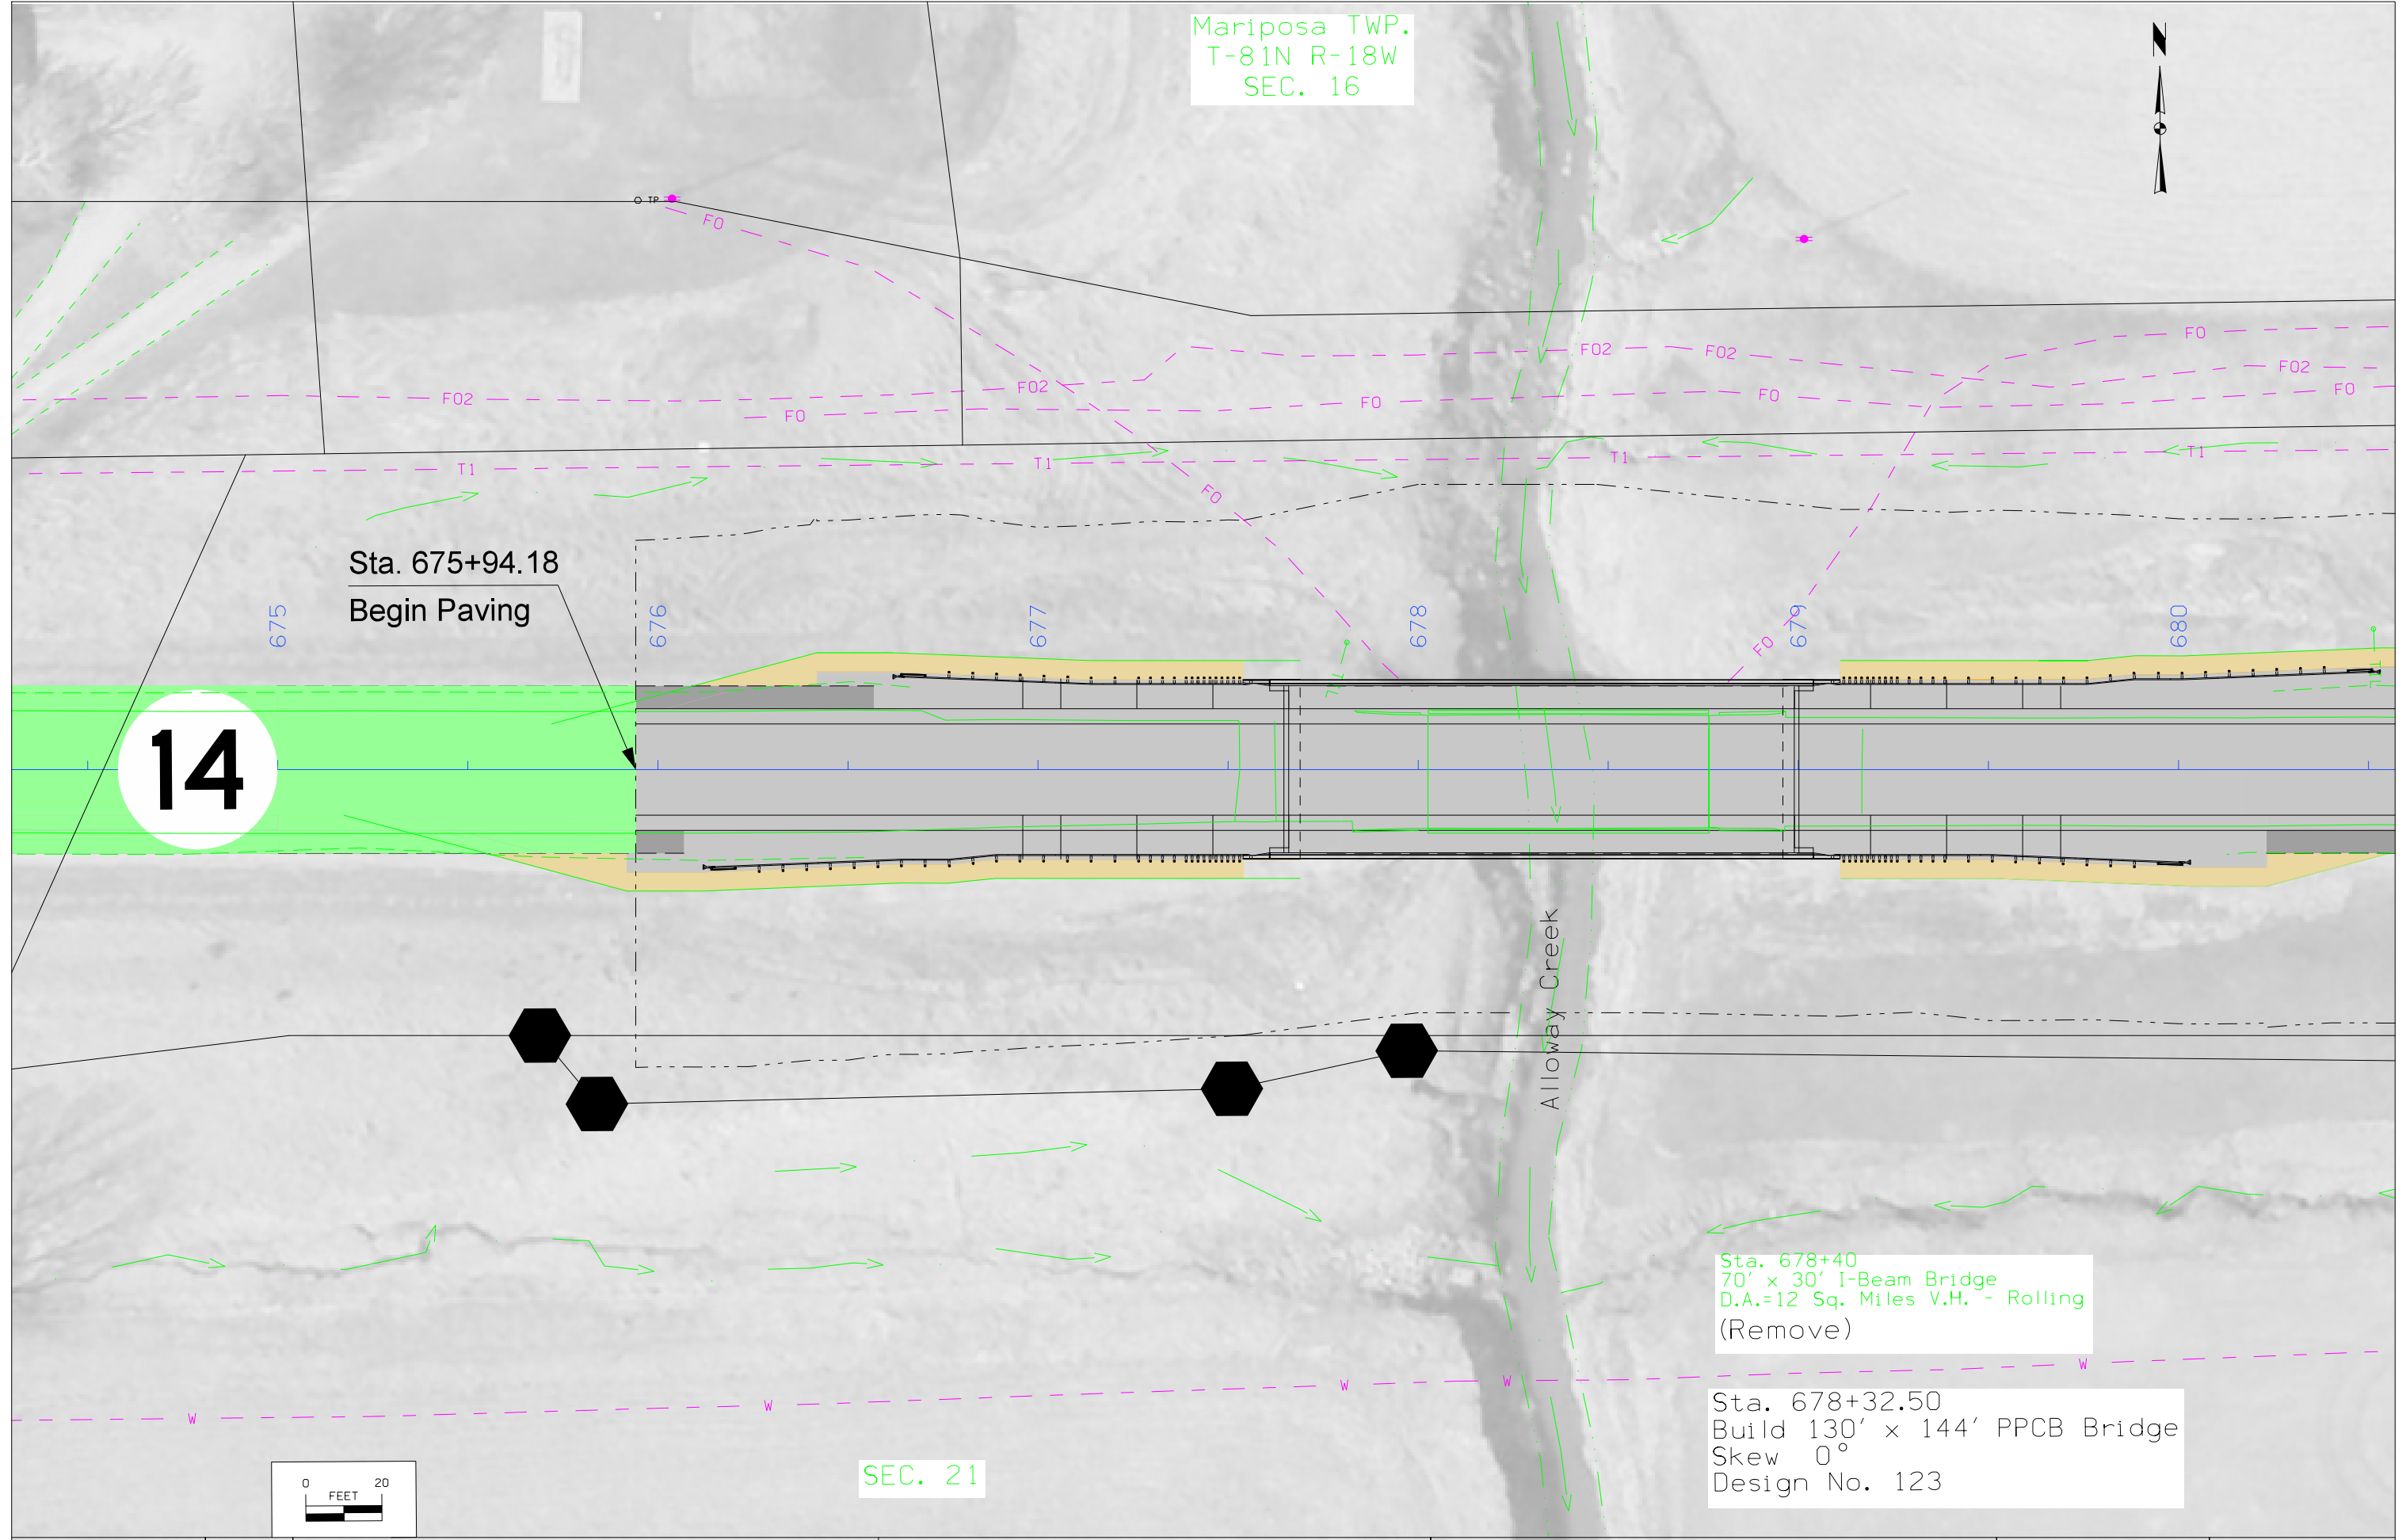 Mariposa TWP.
T-81N R-18W
SEC. 16
N
TP
FO
FO
FO2
FO2
FO2
FO2
FO2
FO
FO
FO
FO
T1
T1
T1
T1
FO
Sta. 675+94.18
Begin Paving
675
676
677
678
679
680
FO
14
Alloway Creek
Sta. 678+40
70' x 30' I-Beam Bridge
D.A.=12 Sq. Miles V.H. - Rolling
(Remove)
W
W
W
W
W
Sta. 678+32.50
Build 130' x 144' PPCB Bridge
Skew 0°
Design No. 123
SEC. 21
0 20
FEET